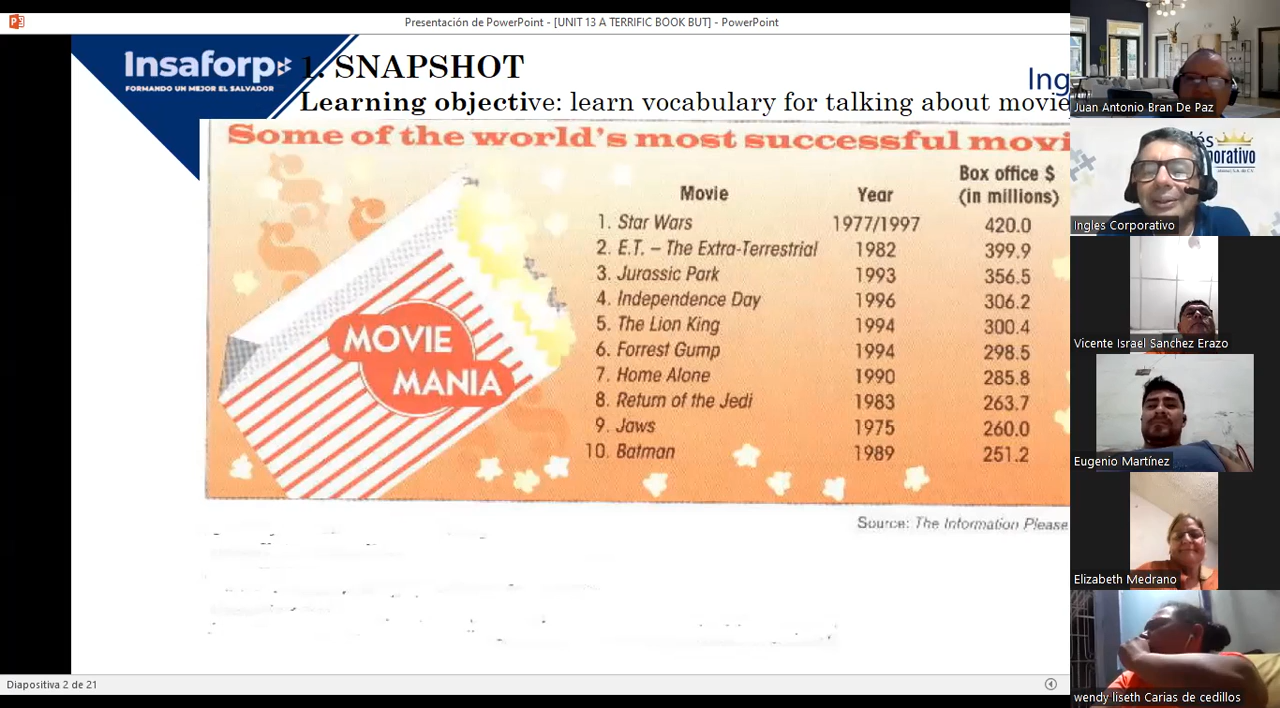 Presentación de PowerPoint - [UNIT 13 A TERRIFIC BOOK BUT] - PowerPoint
Insaforp
FORMANDO UN MEJOR EL SALVADOR
1. SNAPSHOT
Ing
Learning objective: learn vocabulary for talking about movie
Some of the world's most successful movi
Movie Year Box office $ (in millions)
1. Star Wars 1977/1997 420.0
2. E.T. – The Extra-Terrestrial 1982 399.9
3. Jurassic Park 1993 356.5
4. Independence Day 1996 306.2
5. The Lion King 1994 300.4
6. Forrest Gump 1994 298.5
7. Home Alone 1990 285.8
8. Return of the Jedi 1983 263.7
9. Jaws 1975 260.0
10. Batman 1989 251.2
MOVIE
MANIA
Source: The Information Please
Diapositiva 2 de 21
Juan Antonio Bran De Paz
Ingles Corporativo
Vicente Israel Sanchez Erazo
Eugenio Martínez
Elizabeth Medrano
wendy liseth Carias de cedillos